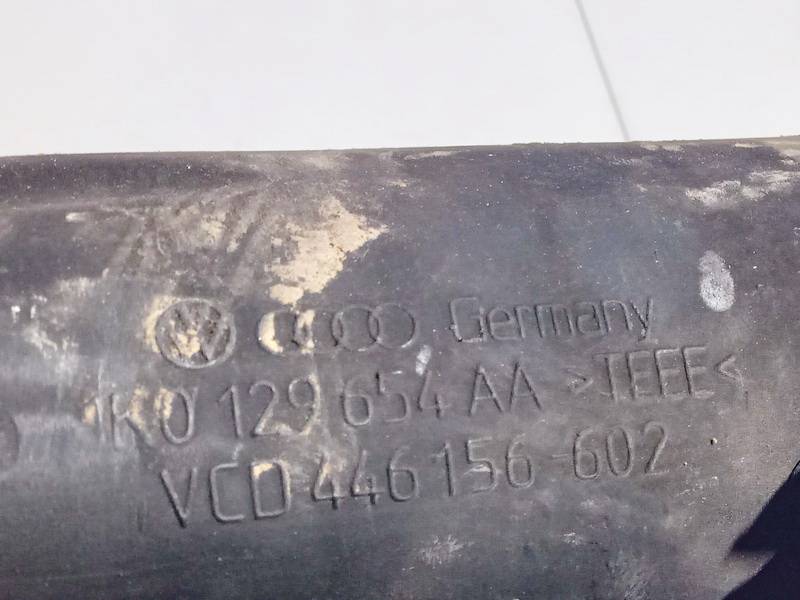 Germany
1K0 129 654 AA >TEEE<
VCD 446 156-602